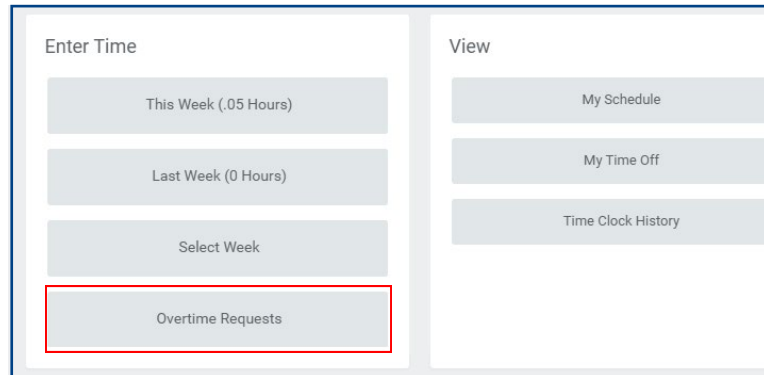 Enter Time
This Week (.05 Hours)
Last Week (0 Hours)
Select Week
Overtime Requests
View
My Schedule
My Time Off
Time Clock History